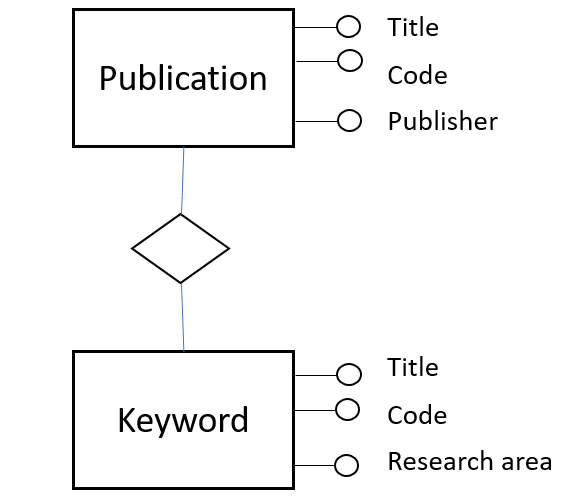 Title
Publication
Code
Publisher
Title
Keyword
Code
Research area